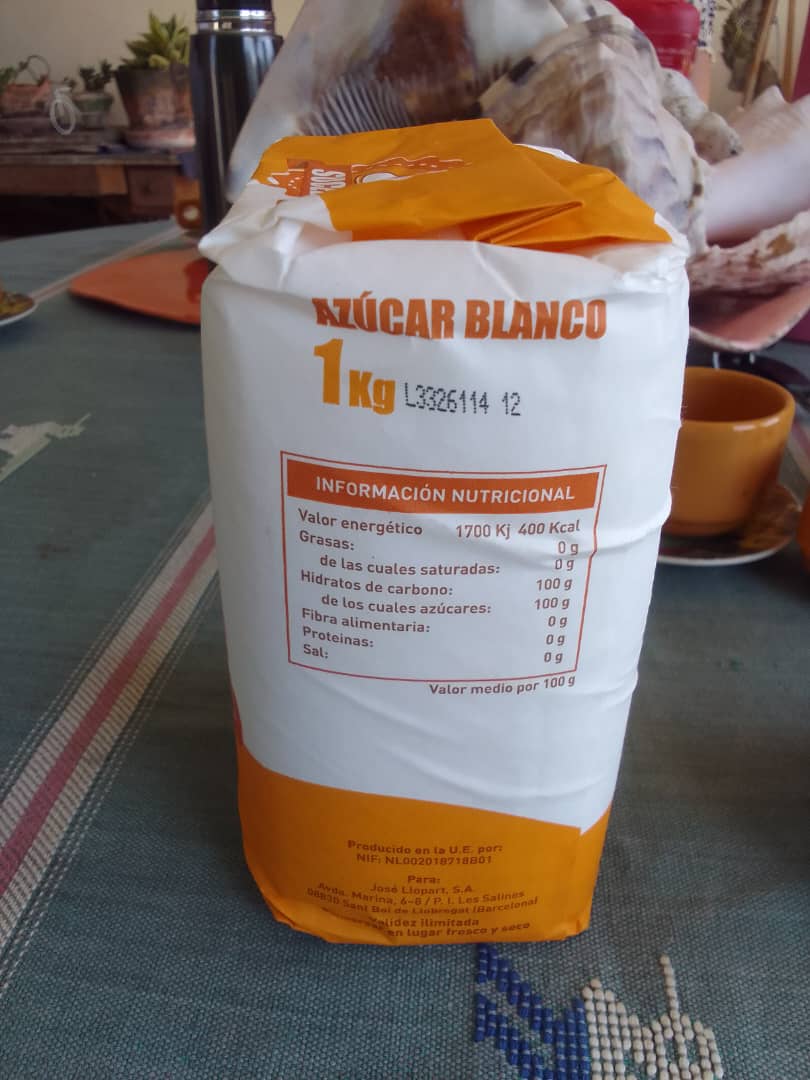 AZÚCAR BLANCO
1 Kg L3326114 12
INFORMACIÓN NUTRICIONAL
Valor energético 1700 Kj 400 Kcal
Grasas: 0 g
de las cuales saturadas: 0 g
Hidratos de carbono: 100 g
de los cuales azúcares: 100 g
Fibra alimentaria: 0 g
Proteinas: 0 g
Sal: 0 g
Valor medio por 100 g
Producido en la U.E. por:
NIF: NL002018718B01
Para:
José Llopart, S.A.
Avda. Marina, 6-8 / P. I. Les Salines
08830 Sant Boi de Llobregat (Barcelona)
Validez ilimitada
en lugar fresco y seco